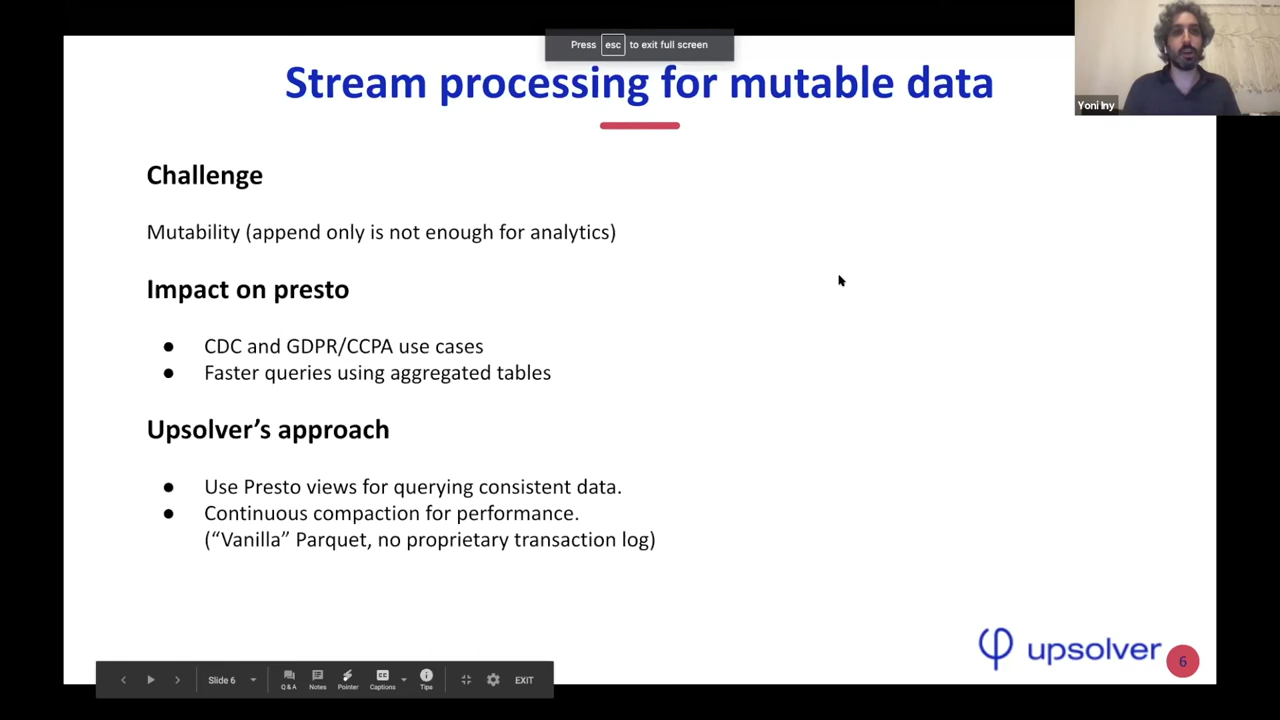 Press esc to exit full screen
Stream processing for mutable data
Yoni Iny
Challenge
Mutability (append only is not enough for analytics)
Impact on presto
● CDC and GDPR/CCPA use cases
● Faster queries using aggregated tables
Upsolver’s approach
● Use Presto views for querying consistent data.
● Continuous compaction for performance.
(“Vanilla” Parquet, no proprietary transaction log)
upsolver
6
Slide 6
Q & A
Notes
Pointer
CC
Captions
Tips
EXIT